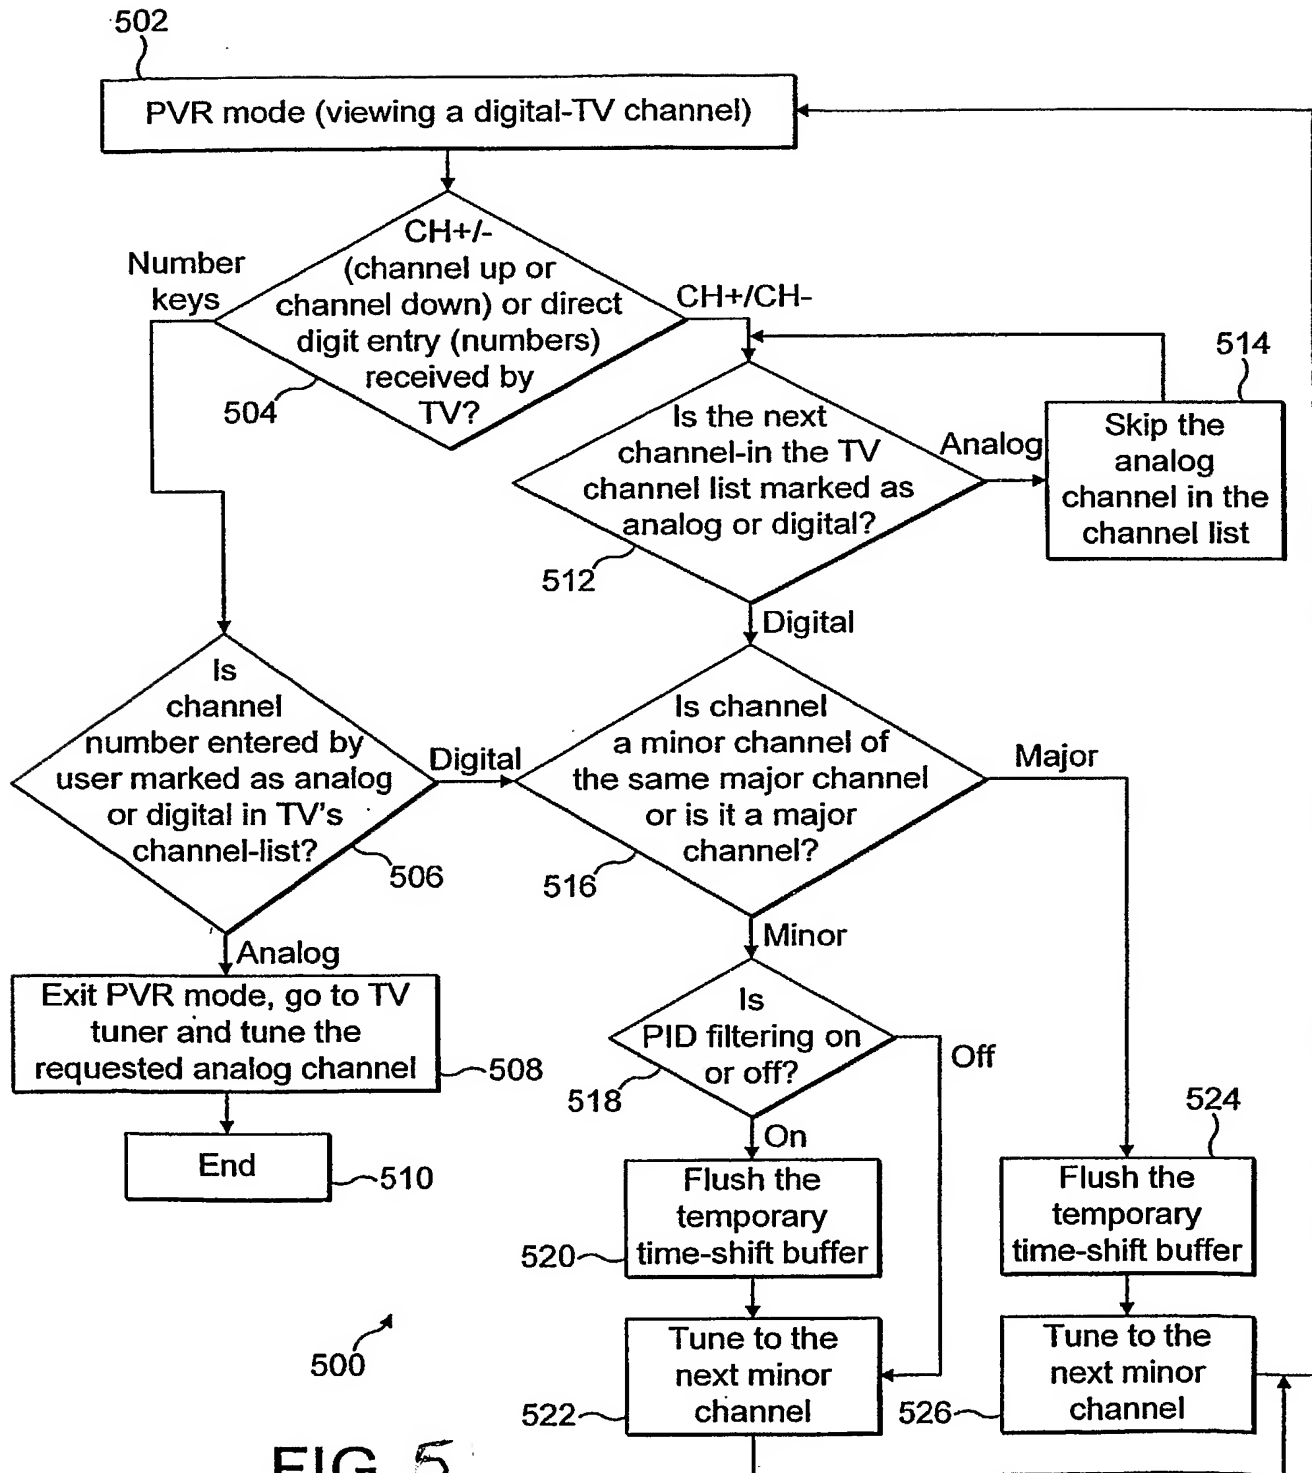 502
PVR mode (viewing a digital-TV channel)
CH+/-
(channel up or
channel down) or direct
digit entry (numbers)
received by
TV?
504
Number
keys
CH+/CH-
Is the next
channel-in the TV
channel list marked as
analog or digital?
512
Analog
514
Skip the
analog
channel in the
channel list
Digital
Is
channel
number entered by
user marked as analog
or digital in TV's
channel-list?
506
Digital
Is channel
a minor channel of
the same major channel
or is it a major
channel?
516
Major
Analog
Exit PVR mode, go to TV
tuner and tune the
requested analog channel
508
End
510
Minor
Is
PID filtering on
or off?
518
Off
On
Flush the
temporary
time-shift buffer
520
Tune to the
next minor
channel
522
524
Flush the
temporary
time-shift buffer
Tune to the
next minor
channel
526
500
FIG 5